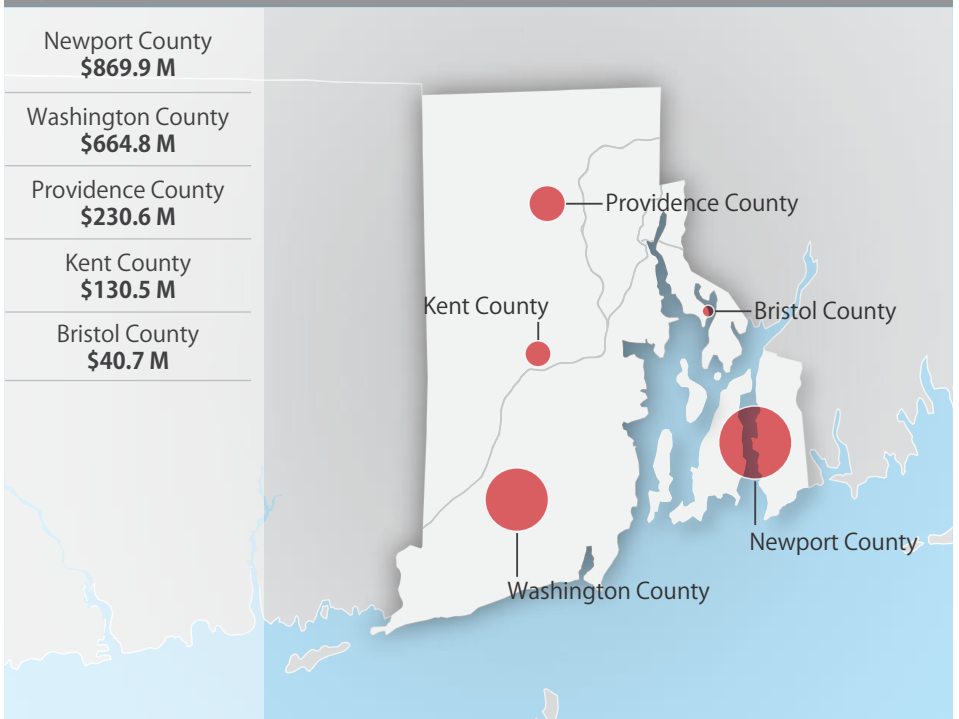 Newport County
$869.9 M
Washington County
$664.8 M
Providence County
$230.6 M
Kent County
$130.5 M
Bristol County
$40.7 M
Providence County
Kent County
Bristol County
Newport County
Washington County